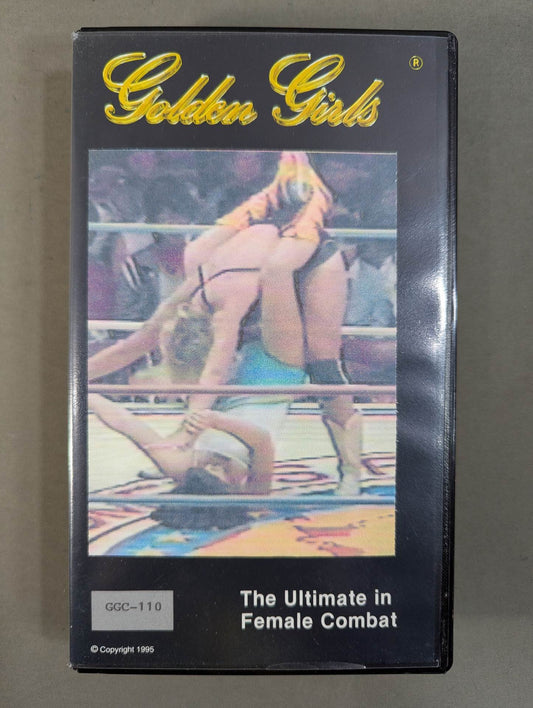 Golden Girls ®
GGC-110
The Ultimate in
Female Combat
© Copyright 1995